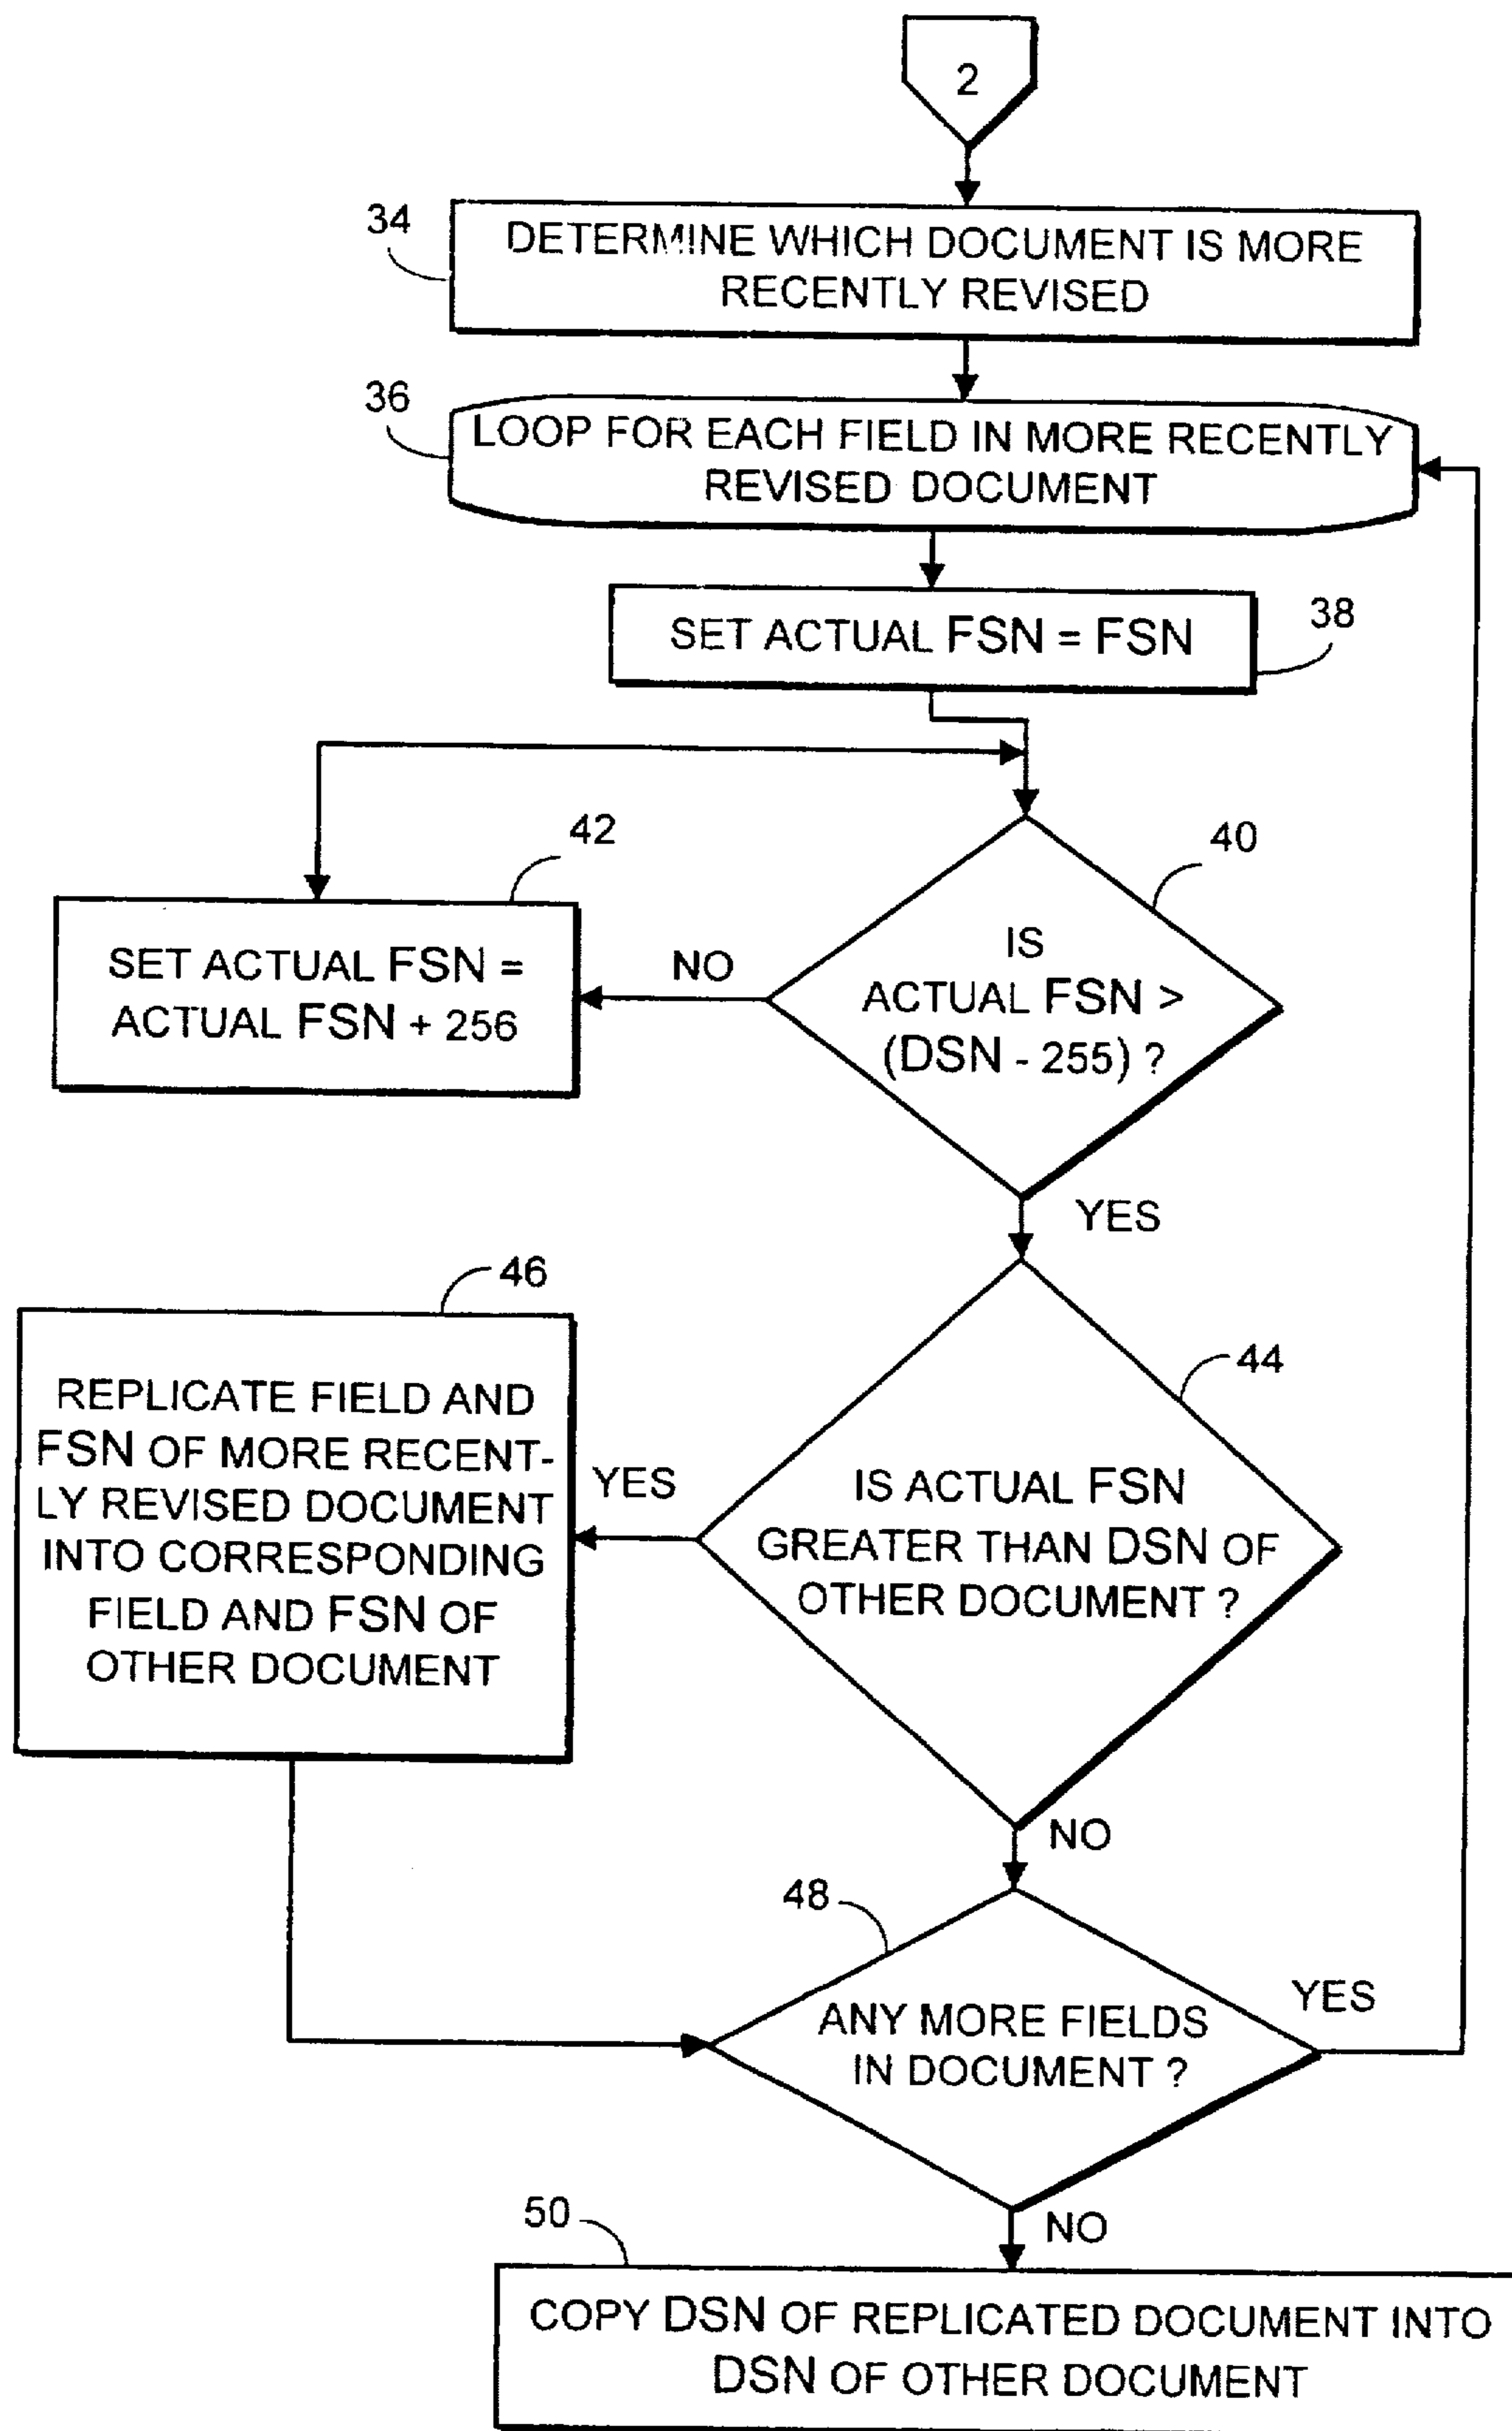 2
34
DETERMINE WHICH DOCUMENT IS MORE
RECENTLY REVISED
36
LOOP FOR EACH FIELD IN MORE RECENTLY
REVISED DOCUMENT
SET ACTUAL FSN = FSN
38
42
40
SET ACTUAL FSN =
ACTUAL FSN + 256
NO
IS
ACTUAL FSN >
(DSN - 255) ?
YES
46
44
REPLICATE FIELD AND
FSN OF MORE RECENT-
LY REVISED DOCUMENT
INTO CORRESPONDING
FIELD AND FSN OF
OTHER DOCUMENT
YES
IS ACTUAL FSN
GREATER THAN DSN OF
OTHER DOCUMENT ?
NO
48
YES
ANY MORE FIELDS
IN DOCUMENT ?
50
NO
COPY DSN OF REPLICATED DOCUMENT INTO
DSN OF OTHER DOCUMENT